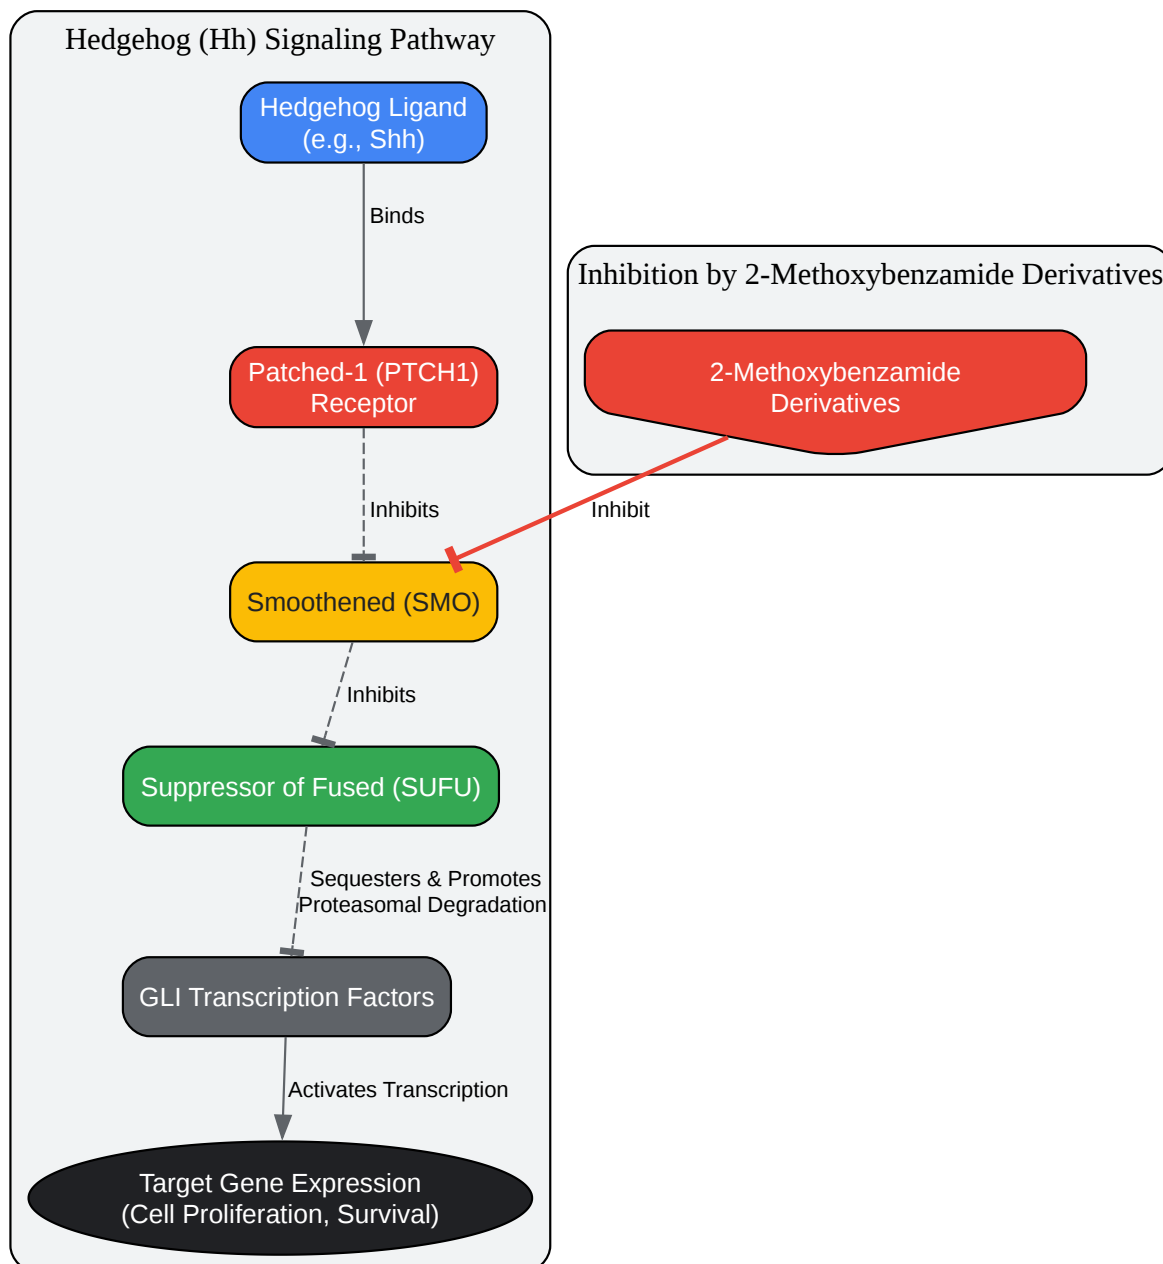 Hedgehog (Hh) Signaling Pathway
Hedgehog Ligand
(e.g., Shh)
Binds
Inhibition by 2-Methoxybenzamide Derivatives
Patched-1 (PTCH1)
Receptor
2-Methoxybenzamide
Derivatives
Inhibits
Inhibit
Smoothened (SMO)
Inhibits
Suppressor of Fused (SUFU)
Sequesters & Promotes
Proteasomal Degradation
GLI Transcription Factors
Activates Transcription
Target Gene Expression
(Cell Proliferation, Survival)